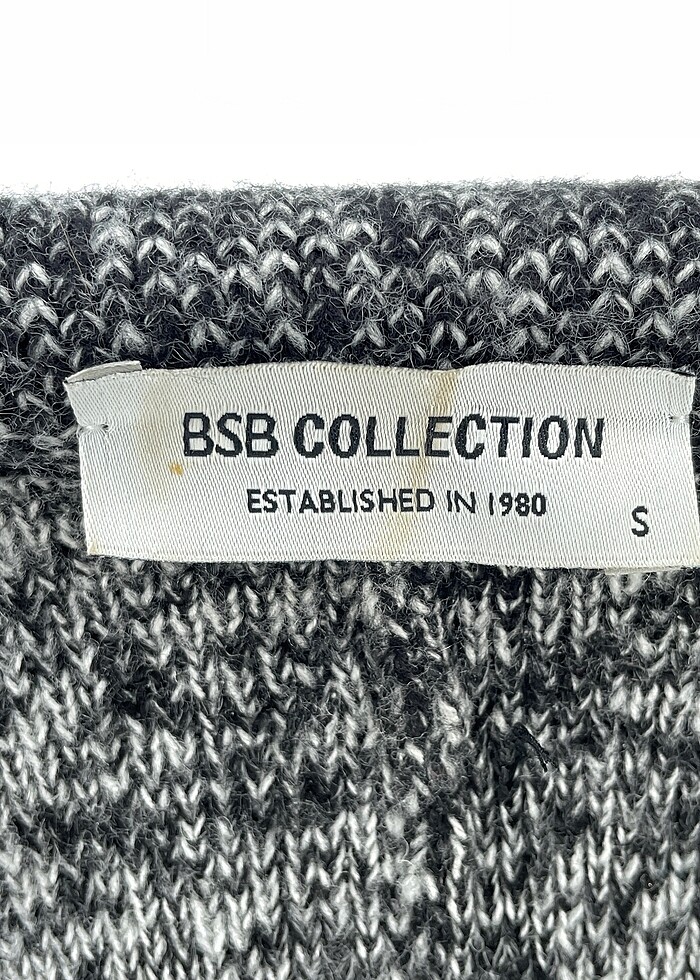 BSB COLLECTION
ESTABLISHED IN 1980
S